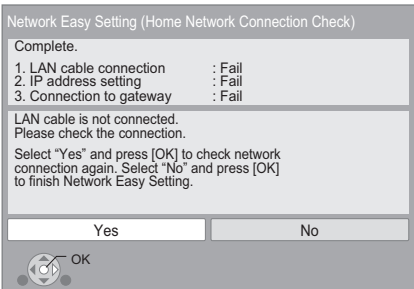 Network Easy Setting (Home Network Connection Check)
Complete.
1. LAN cable connection : Fail
2. IP address setting : Fail
3. Connection to gateway : Fail
LAN cable is not connected.
Please check the connection.
Select “Yes” and press [OK] to check network
connection again. Select “No” and press [OK]
to finish Network Easy Setting.
Yes No
OK